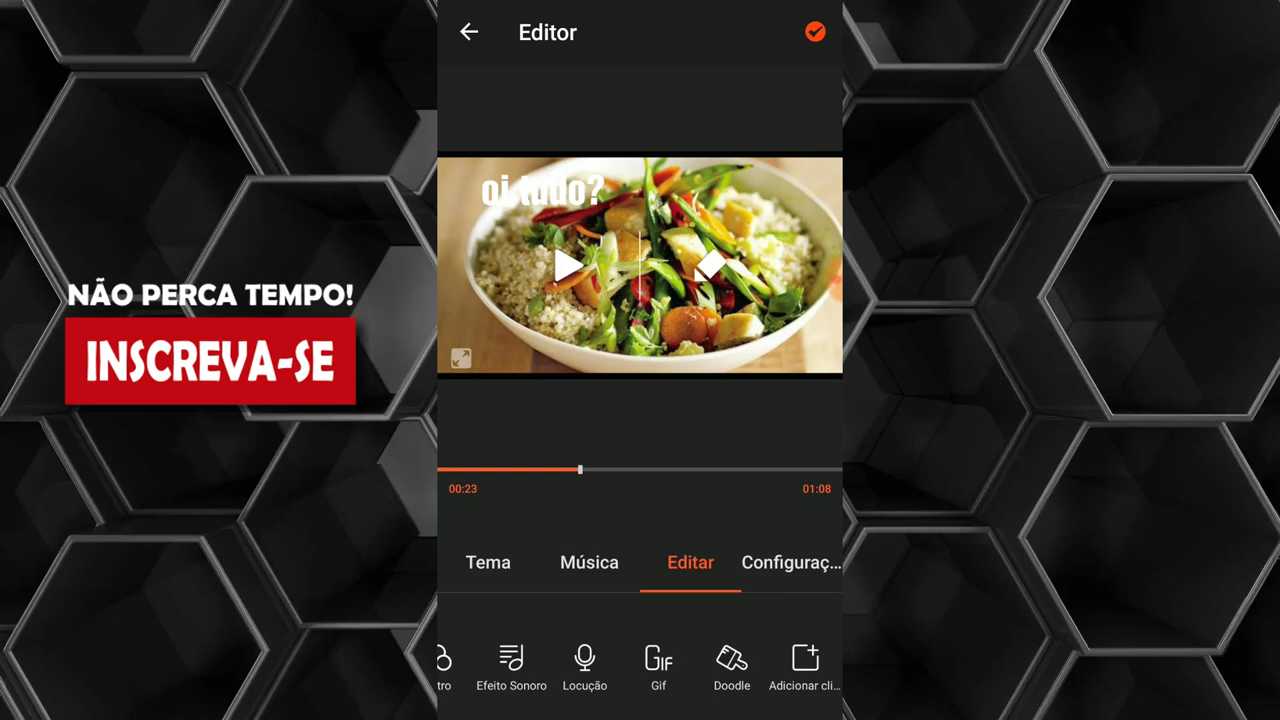 Editor
oi tudo?
NÃO PERCA TEMPO!
INSCREVA-SE
00:23
01:08
Tema
Música
Editar
Configuraç...
tro
Efeito Sonoro
Locução
Gif
Doodle
Adicionar cli...